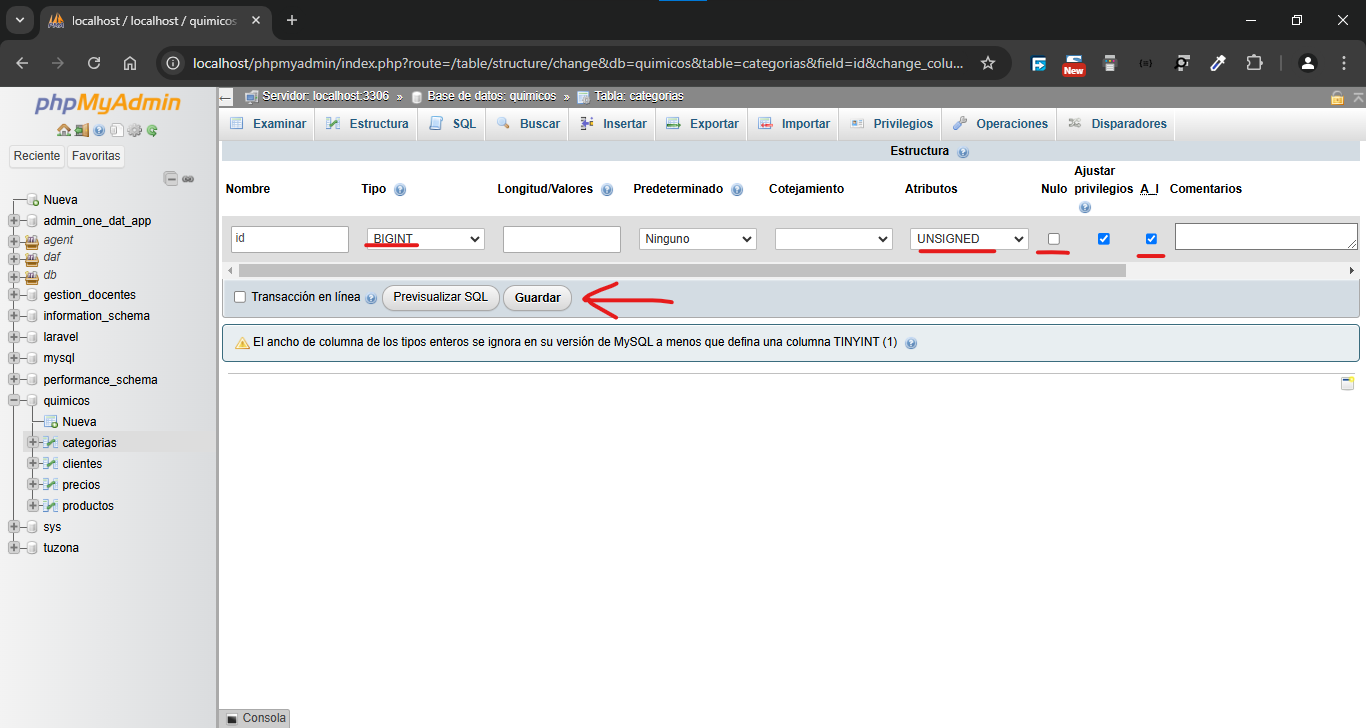 localhost / localhost / quimicos
localhost/phpmyadmin/index.php?route=/table/structure/change&db=quimicos&table=categorias&field=id&change_colu...
New
phpMyAdmin
Reciente
Favoritas
Nueva
admin_one_dat_app
agent
daf
db
gestion_docentes
information_schema
laravel
mysql
performance_schema
quimicos
Nueva
categorias
clientes
precios
productos
sys
tuzona
Servidor: localhost:3306 » Base de datos: quimicos » Tabla: categorias
Examinar Estructura SQL Buscar Insertar Exportar Importar Privilegios Operaciones Disparadores
Estructura
Nombre Tipo Longitud/Valores Predeterminado Cotejamiento Atributos Nulo Ajustar privilegios A_I Comentarios
id BIGINT Ninguno UNSIGNED
Transacción en línea Previsualizar SQL Guardar
El ancho de columna de los tipos enteros se ignora en su versión de MySQL a menos que defina una columna TINYINT (1)
Consola